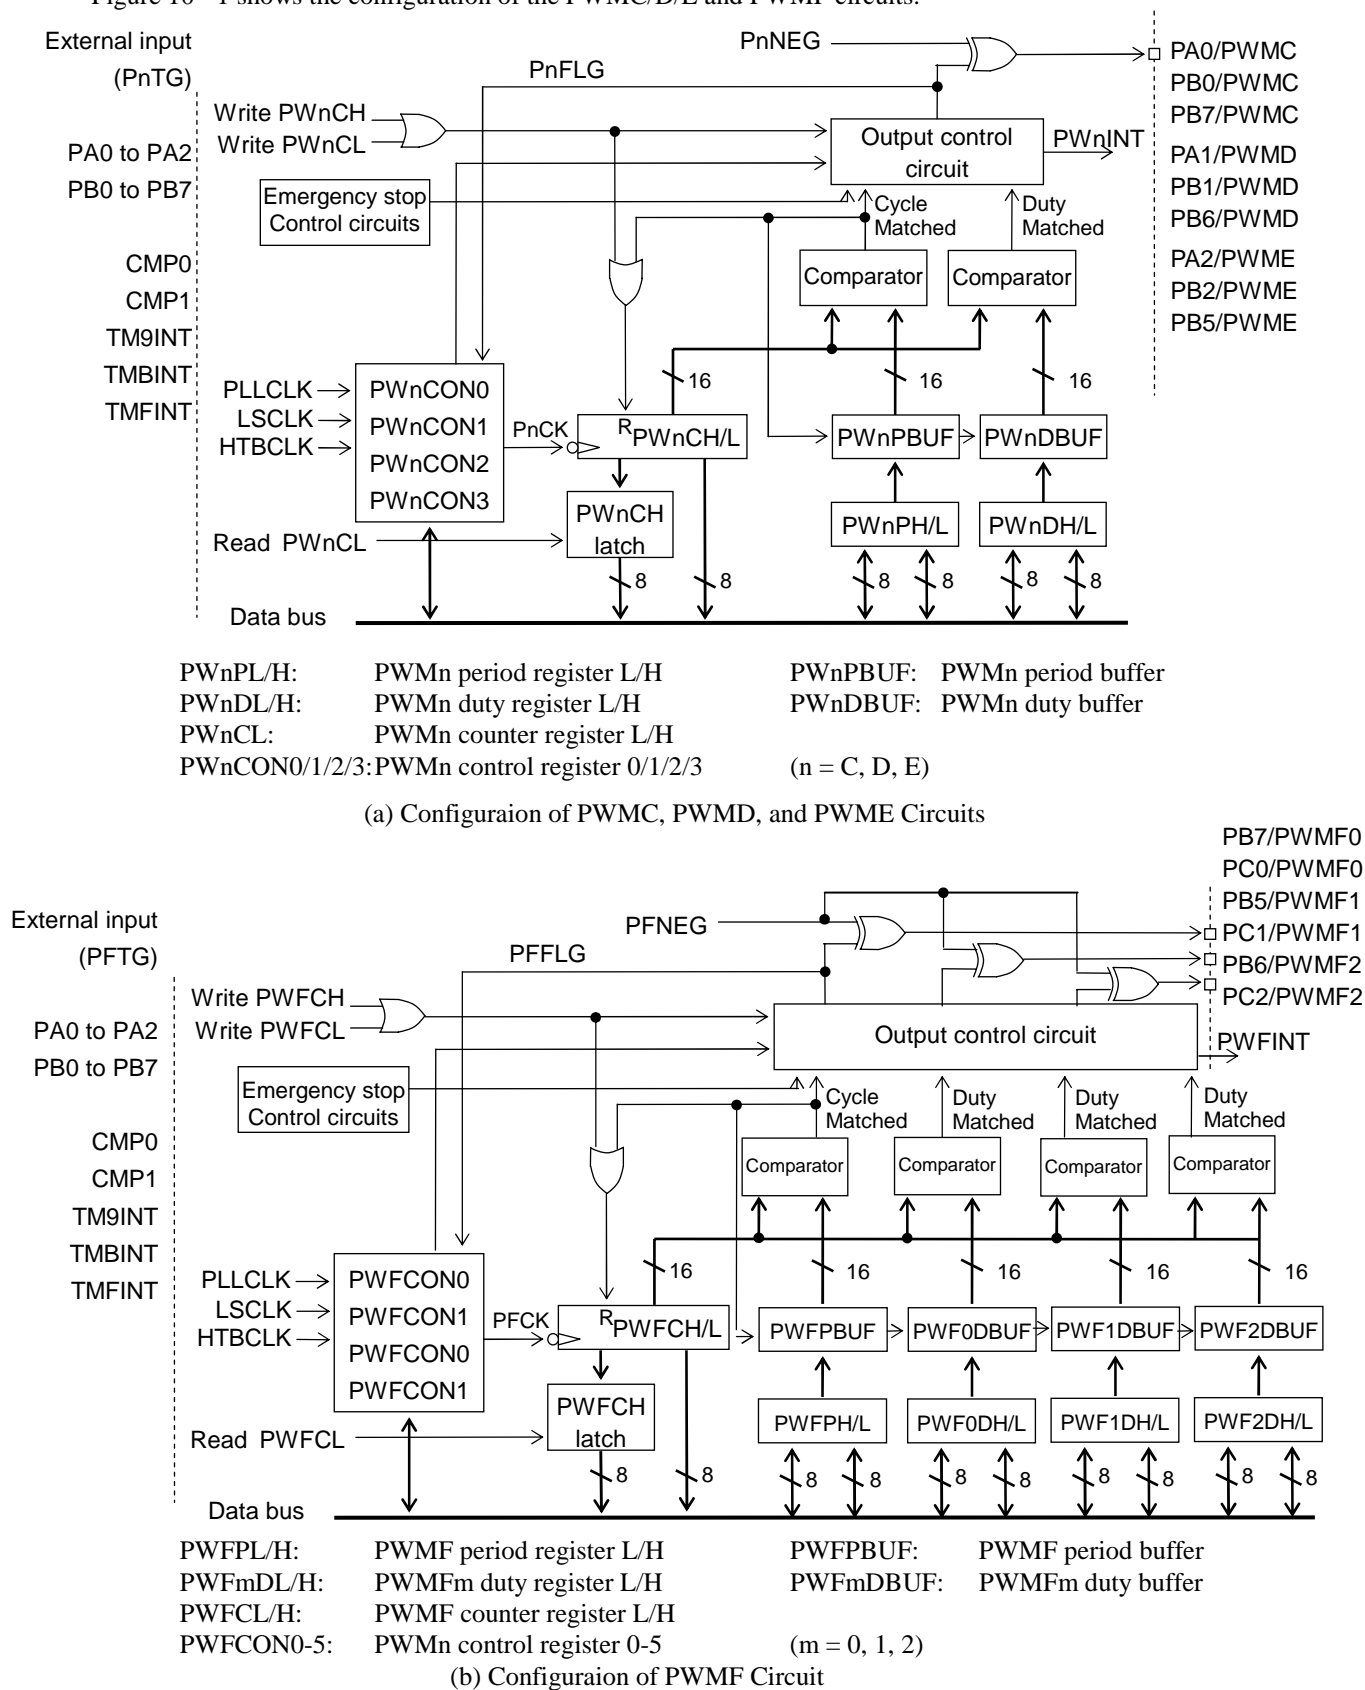 External input
(PnTG)
PA0 to PA2
PB0 to PB7
CMP0
CMP1
TM9INT
TMBINT
TMFINT
PnNEG
PnFLG
Write PWnCH
Write PWnCL
Emergency stop
Control circuits
Output control
circuit
PWnINT
PA0/PWMC
PB0/PWMC
PB7/PWMC
PA1/PWMD
PB1/PWMD
PB6/PWMD
PA2/PWME
PB2/PWME
PB5/PWME
Cycle
Matched
Duty
Matched
Comparator
Comparator
16
16
16
PLLCLK
LSCLK
HTBCLK
PWnCON0
PWnCON1
PWnCON2
PWnCON3
PnCK
R
PWnCH/L
PWnPBUF
PWnDBUF
PWnCH
latch
PWnPH/L
PWnDH/L
Read PWnCL
8
8
8
8
8
8
Data bus
PWnPL/H: PWMn period register L/H PWnPBUF: PWMn period buffer
PWnDL/H: PWMn duty register L/H PWnDBUF: PWMn duty buffer
PWnCL: PWMn counter register L/H
PWnCON0/1/2/3: PWMn control register 0/1/2/3 (n = C, D, E)
(a) Configuraion of PWMC, PWMD, and PWME Circuits
External input
(PFTG)
PA0 to PA2
PB0 to PB7
CMP0
CMP1
TM9INT
TMBINT
TMFINT
PFNEG
PFFLG
Write PWFCH
Write PWFCL
Emergency stop
Control circuits
Output control circuit
PWFINT
PB7/PWMF0
PC0/PWMF0
PB5/PWMF1
PC1/PWMF1
PB6/PWMF2
PC2/PWMF2
Cycle
Matched
Duty
Matched
Duty
Matched
Duty
Matched
Comparator
Comparator
Comparator
Comparator
16
16
16
16
16
PLLCLK
LSCLK
HTBCLK
PWFCON0
PWFCON1
PWFCON0
PWFCON1
PFCK
R
PWFCH/L
PWFPBUF
PWF0DBUF
PWF1DBUF
PWF2DBUF
PWFCH
latch
PWFPH/L
PWF0DH/L
PWF1DH/L
PWF2DH/L
Read PWFCL
8
8
8
8
8
8
8
8
8
8
Data bus
PWFPL/H: PWMF period register L/H PWFPBUF: PWMF period buffer
PWFmDL/H: PWMFm duty register L/H PWFmDBUF: PWMFm duty buffer
PWFCL/H: PWMF counter register L/H
PWFCON0-5: PWMn control register 0-5 (m = 0, 1, 2)
(b) Configuraion of PWMF Circuit